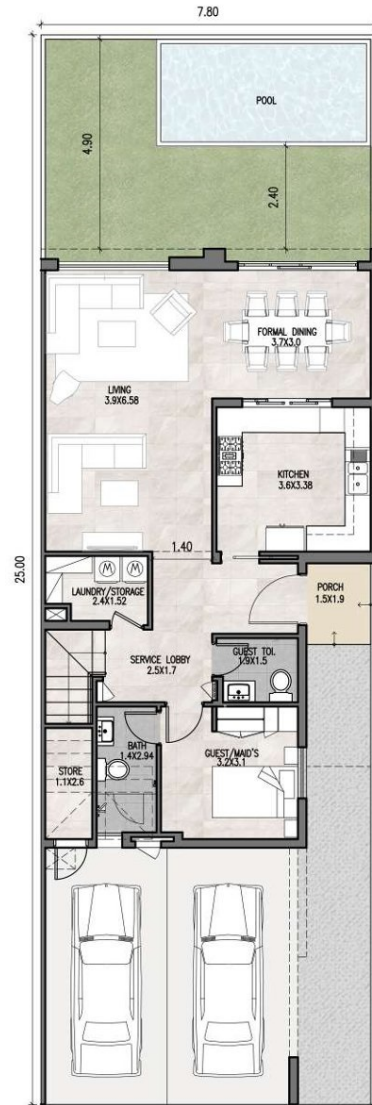 7.80
POOL
4.90
2.40
FORMAL DINING
3.7X3.0
LIVING
3.9X6.58
KITCHEN
3.6X3.38
25.00
1.40
M
M
LAUNDRY/STORAGE
2.4X1.52
PORCH
1.5X1.9
GUEST TOI.
1.9X1.5
SERVICE LOBBY
2.5X1.7
BATH
1.4X2.94
GUEST/MAID'S
3.2X3.1
STORE
1.1X2.6